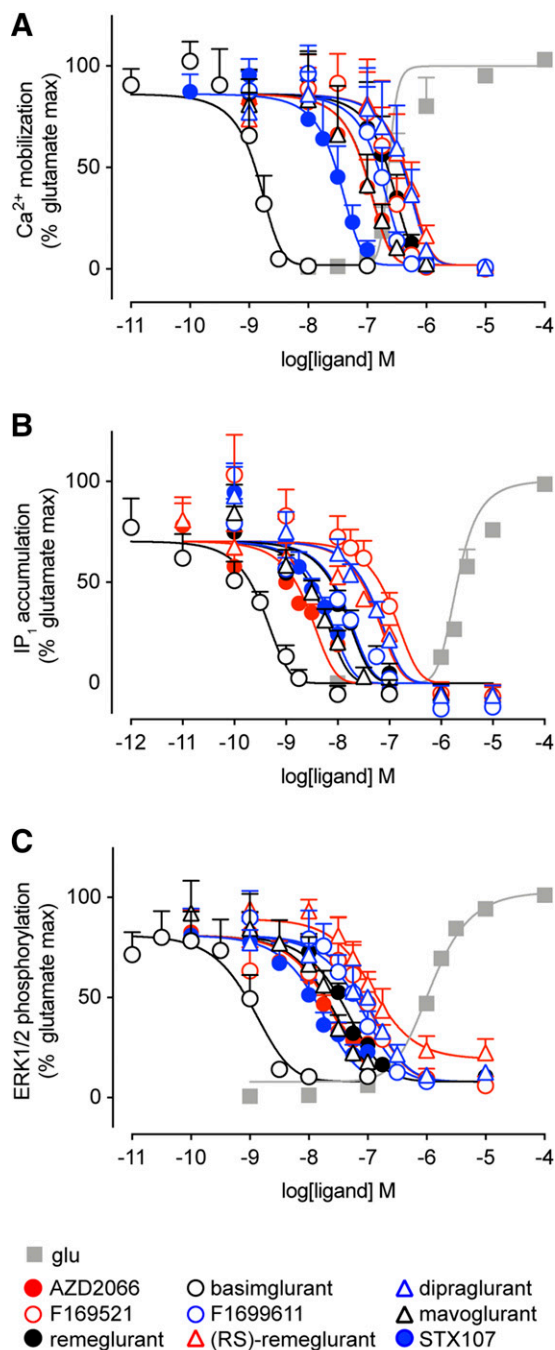 A
Ca2+ mobilization
(% glutamate max)
100
50
0
-11 -10 -9 -8 -7 -6 -5 -4
log[ligand] M
B
IP1 accumulation
(% glutamate max)
100
50
0
-12 -11 -10 -9 -8 -7 -6 -5 -4
log[ligand] M
C
ERK1/2 phosphorylation
(% glutamate max)
100
50
0
-11 -10 -9 -8 -7 -6 -5 -4
log[ligand] M
glu
AZD2066 basimglurant dipraglurant
F169521 F1699611 mavoglurant
remeglurant (RS)-remeglurant STX107